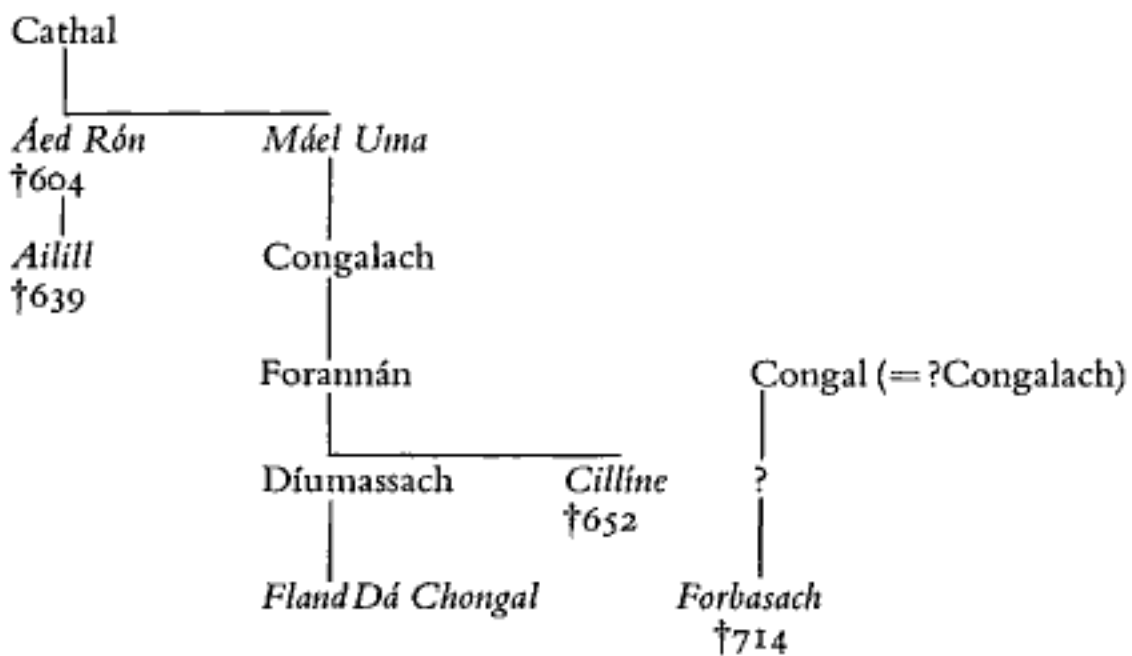 Cathal
Áed Rón Máel Uma
†604
Ailill Congalach
†639
Forannán Congal (= ?Congalach)
Díumassach Cillíne ?
†652
Fland Dá Chongal Forbasach
†714